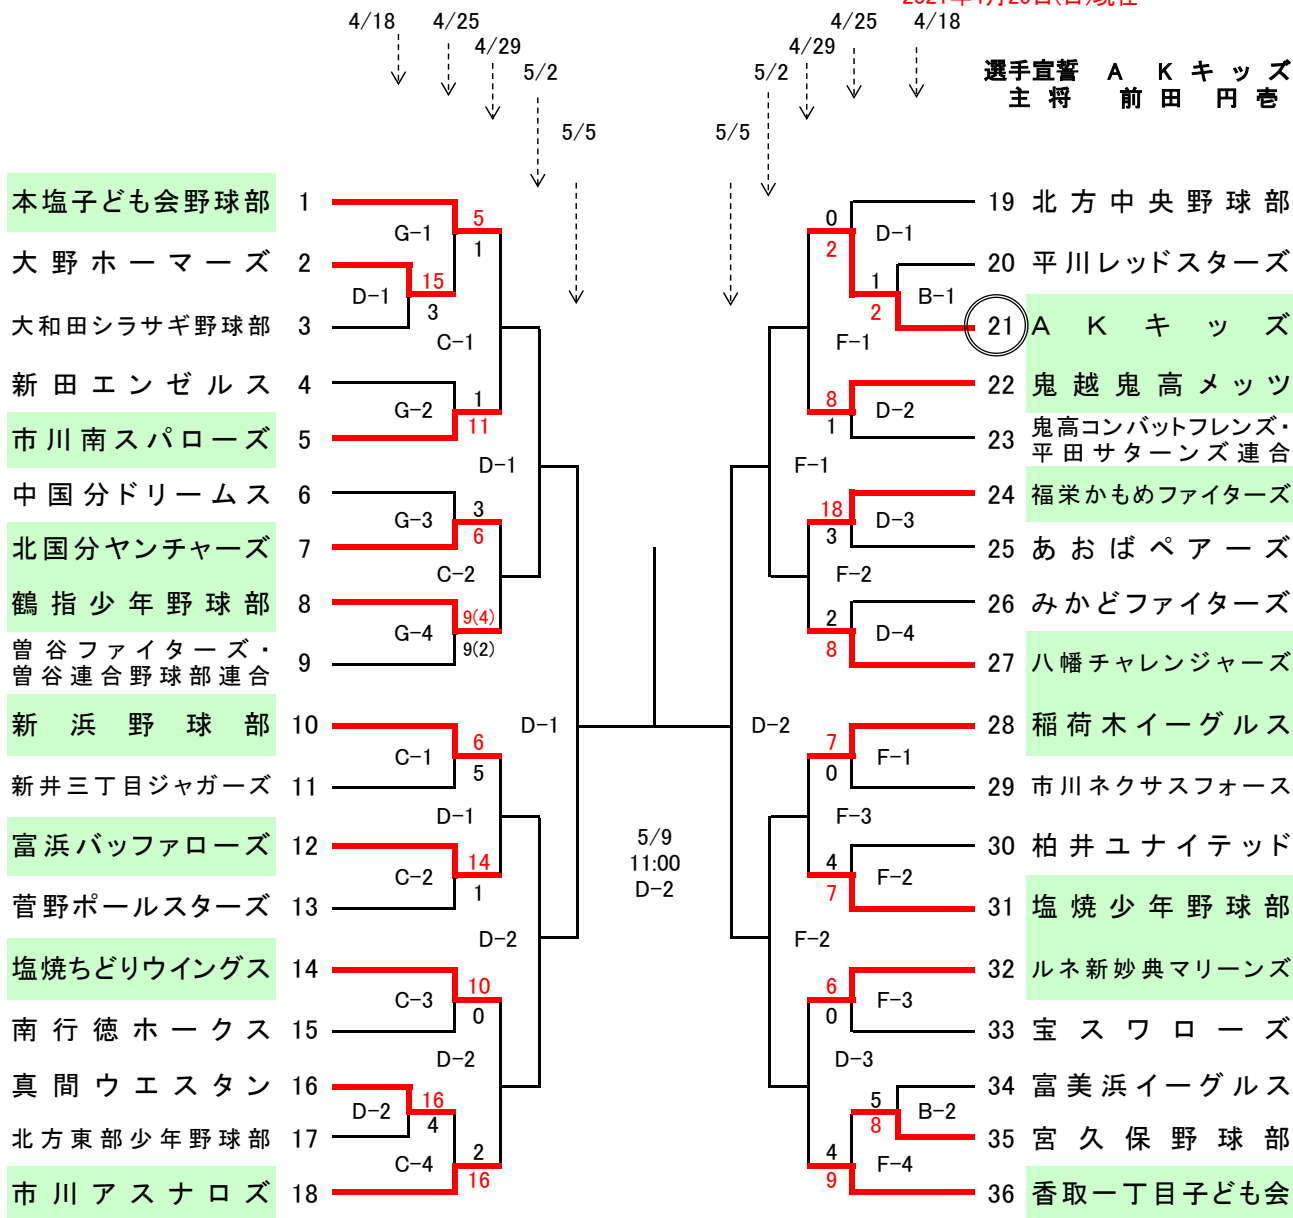 4/18
4/25
4/29
5/2
5/5
5/5
5/2
4/29
4/25
4/18
選手宣誓 A K キッズ
主将 前田 円壱
本塩子ども会野球部 1
大野ホーマーズ 2
大和田シラサギ野球部 3
新田エンゼルス 4
市川南スパローズ 5
中国分ドリームス 6
北国分ヤンチャーズ 7
鶴指少年野球部 8
曽谷ファイターズ・
曽谷連合野球部連合 9
新浜野球部 10
新井三丁目ジャガーズ 11
富浜バッファローズ 12
菅野ポールスターズ 13
塩焼ちどりウイングス 14
南行徳ホークス 15
真間ウエスタン 16
北方東部少年野球部 17
市川アスナロズ 18
G-1
5
1
D-1
15
3
C-1
G-2
1
11
D-1
G-3
3
6
C-2
G-4
9(4)
9(2)
D-1
C-1
6
5
D-1
C-2
14
1
D-2
C-3
10
0
D-2
D-2
16
4
C-4
2
16
5/9
11:00
D-2
D-2
0
2
D-1
1
2
B-1
F-1
8
1
D-2
F-1
18
3
D-3
F-2
2
8
D-4
7
0
F-1
F-3
4
7
F-2
F-2
6
0
F-3
D-3
5
8
B-2
4
9
F-4
19 北方中央野球部
20 平川レッドスターズ
21 A K キッズ
22 鬼越鬼高メッツ
23 鬼高コンバットフレンズ・
平田サターンズ連合
24 福栄かもめファイターズ
25 あおばペアーズ
26 みかどファイターズ
27 八幡チャレンジャーズ
28 稲荷木イーグルス
29 市川ネクサスフォース
30 柏井ユナイテッド
31 塩焼少年野球部
32 ルネ新妙典マリーンズ
33 宝スワローズ
34 富美浜イーグルス
35 宮久保野球部
36 香取一丁目子ども会